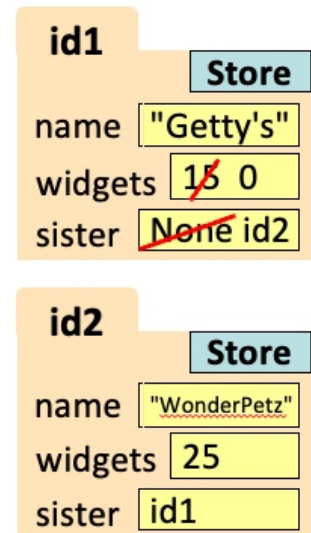 id1
Store
name "Getty's"
widgets 15 0
sister None id2
id2
Store
name "WonderPetz"
widgets 25
sister id1